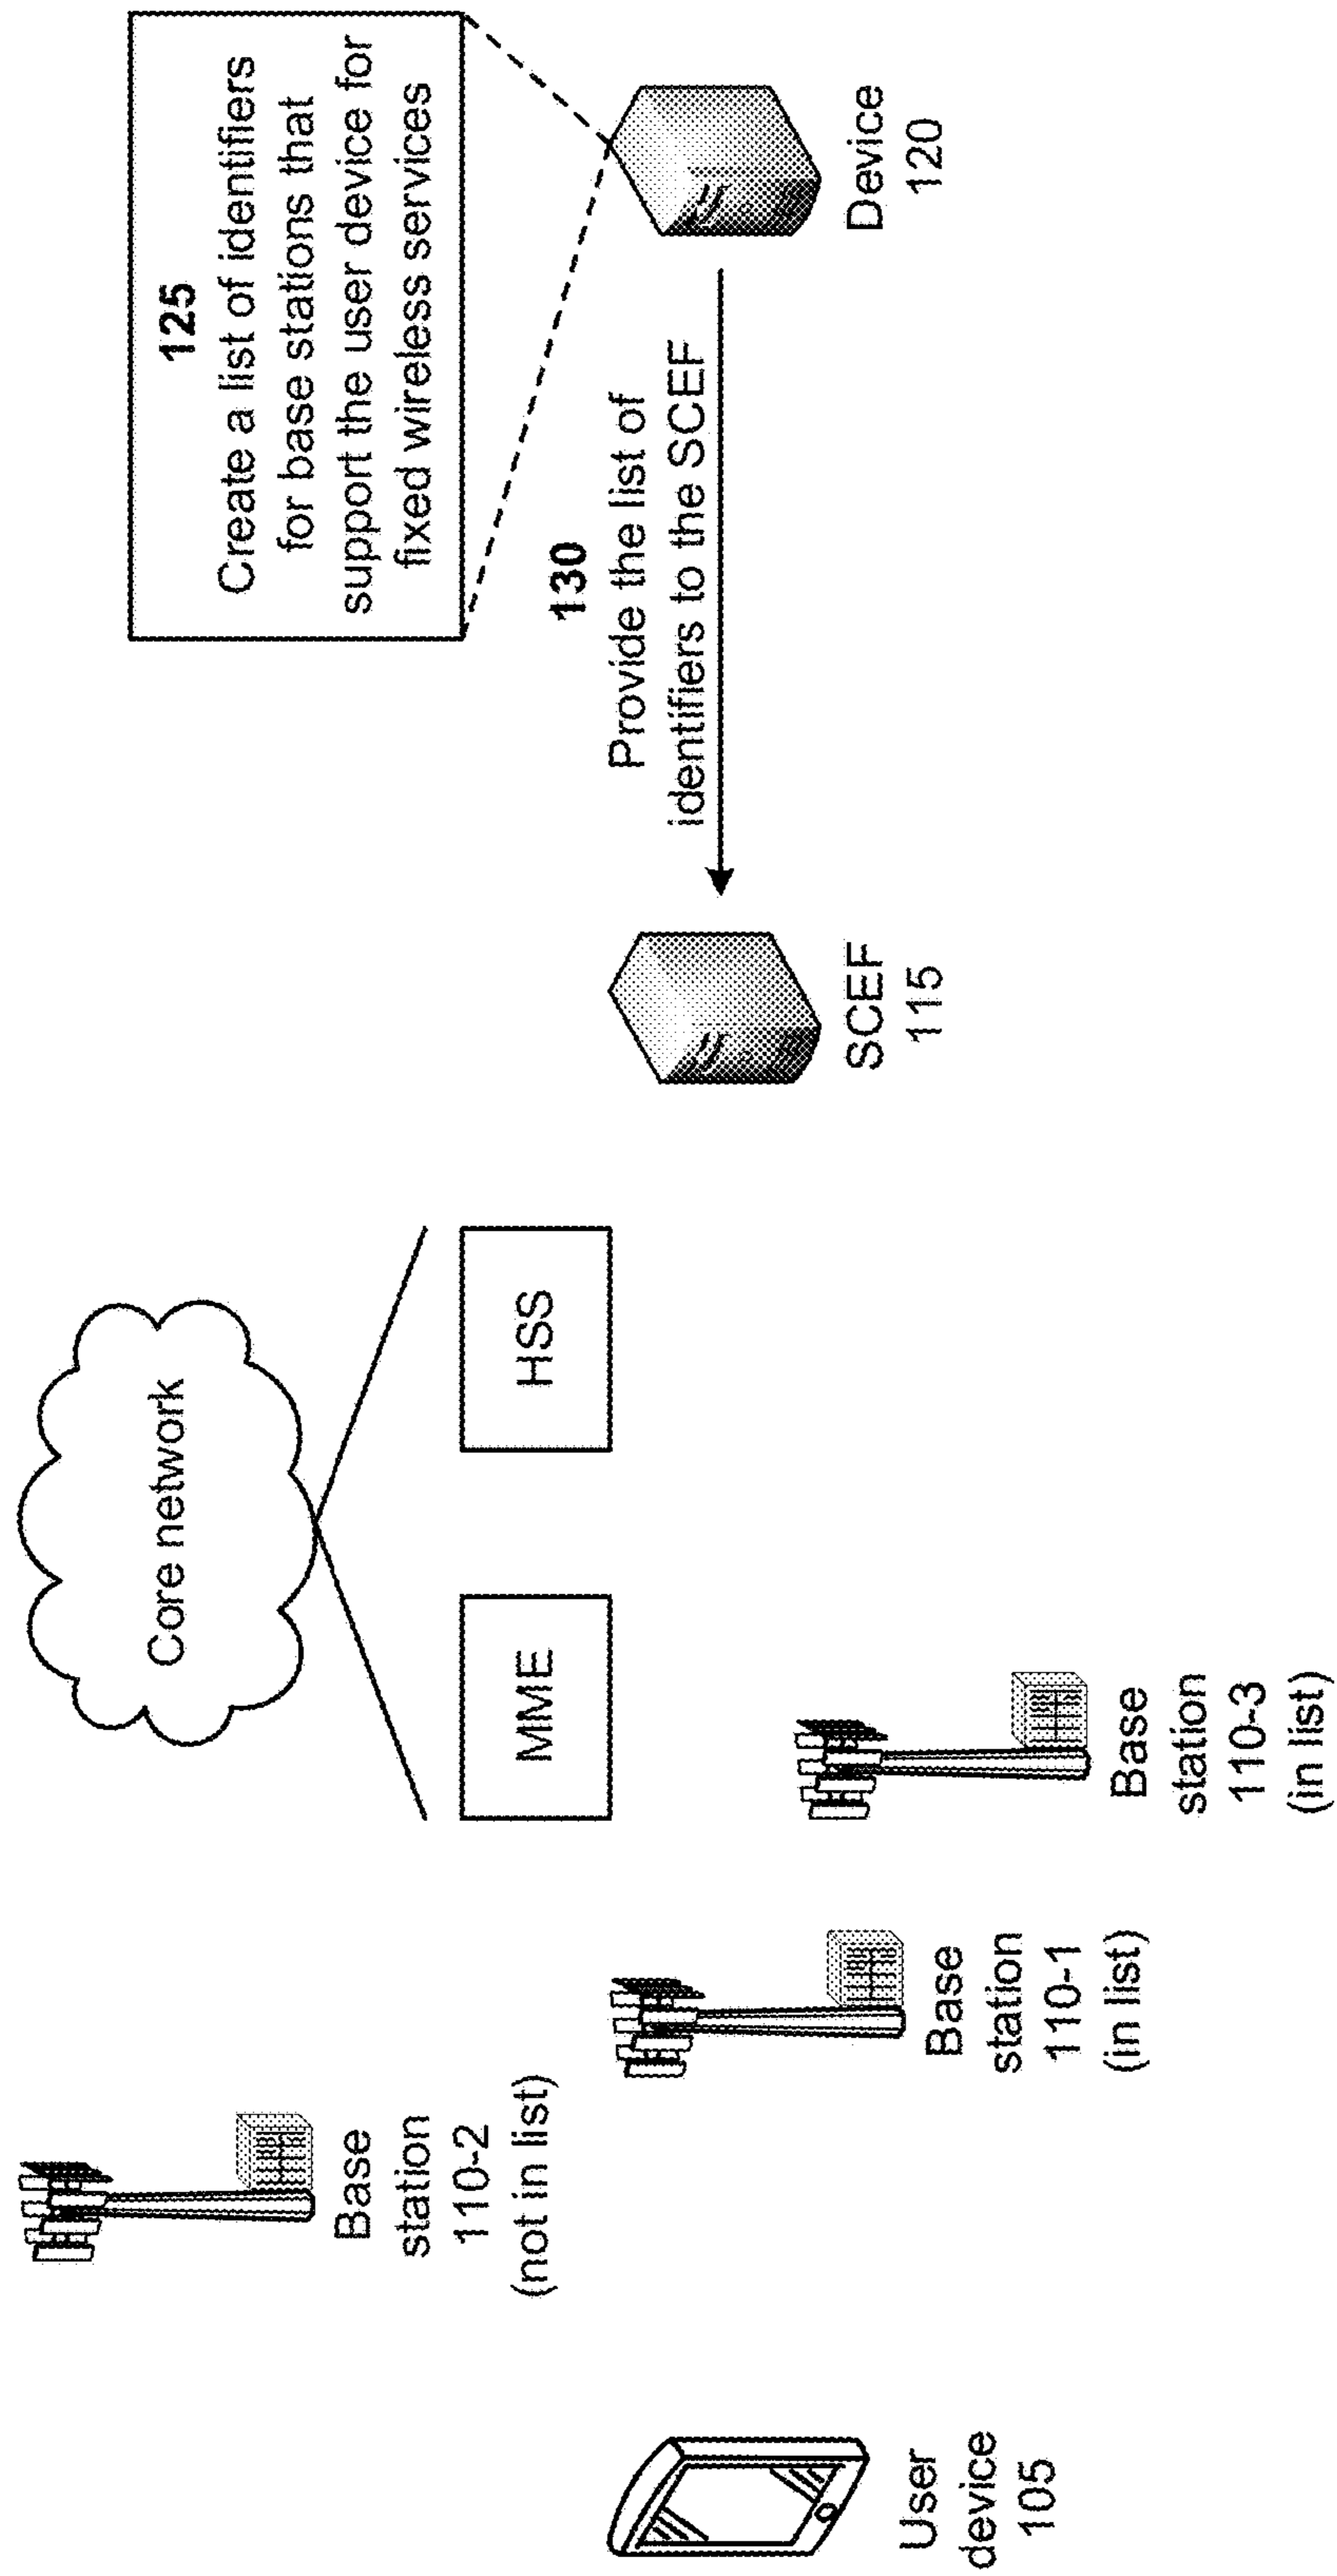 125
Create a list of identifiers
for base stations that
support the user device for
fixed wireless services
Core network
MME
HSS
130
Provide the list of
identifiers to the SCEF
Base
station
110-2
(not in list)
User
device
105
Base
station
110-1
(in list)
Base
station
110-3
(in list)
SCEF
115
Device
120